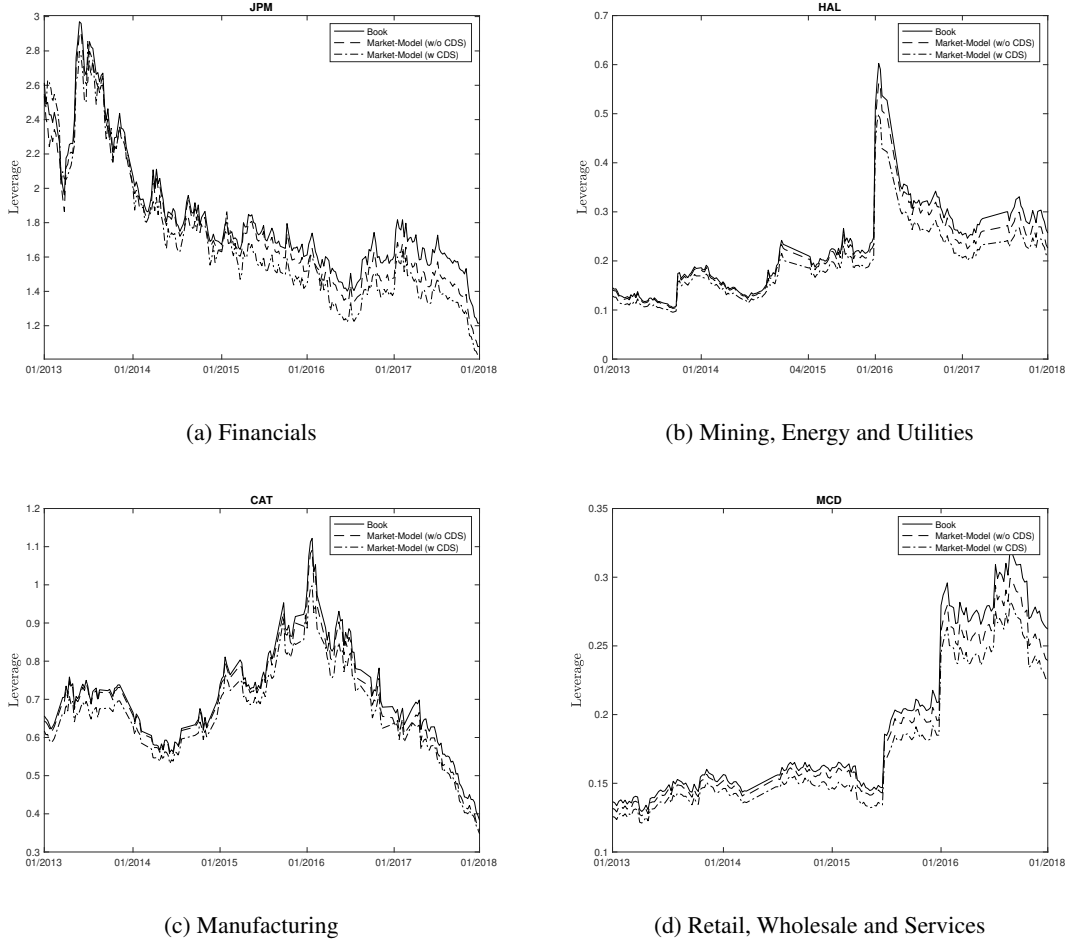 JPM
3
2.8
2.6
2.4
2.2
2
1.8
1.6
1.4
1.2
Leverage
Book
Market-Model (w/o CDS)
Market-Model (w CDS)
01/2013 01/2014 01/2015 01/2016 01/2017 01/2018
(a) Financials
HAL
0.7
0.6
0.5
0.4
0.3
0.2
0.1
0
Leverage
Book
Market-Model (w/o CDS)
Market-Model (w CDS)
01/2013 01/2014 04/2015 01/2016 01/2017 01/2018
(b) Mining, Energy and Utilities
CAT
1.2
1.1
1
0.9
0.8
0.7
0.6
0.5
0.4
0.3
Leverage
Book
Market-Model (w/o CDS)
Market-Model (w CDS)
01/2013 01/2014 01/2015 01/2016 01/2017 01/2018
(c) Manufacturing
MCD
0.35
0.3
0.25
0.2
0.15
0.1
Leverage
Book
Market-Model (w/o CDS)
Market-Model (w CDS)
01/2013 01/2014 01/2015 01/2016 01/2018
(d) Retail, Wholesale and Services